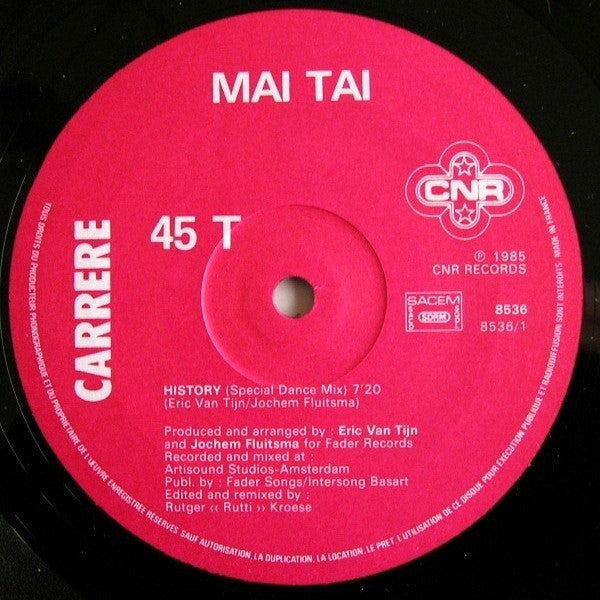 MAI TAI
CARRERE
45 T
CNR
℗ 1985
CNR RECORDS
SACEM
SACD
SDRM
SGDL
8536
8536/1
HISTORY (Special Dance Mix) 7'20
(Eric Van Tijn/Jochem Fluitsma)
Produced and arranged by : Eric Van Tijn
and Jochem Fluitsma for Fader Records
Recorded and mixed at :
Artisound Studios-Amsterdam
Publ. by : Fader Songs/Intersong Basart
Edited and remixed by :
Rutger ‹‹ Rutti ›› Kroese
TOUS DROITS DU PRODUCTEUR PHONOGRAPHIQUE ET DU PROPRIETAIRE DE L'ŒUVRE ENREGISTREE RESERVES SAUF AUTORISATION, LA DUPLICATION, LA LOCATION, LE PRET, L'UTILISATION DE CE DISQUE POUR EXECUTION PUBLIQUE ET RADIODIFFUSION SONT INTERDITS MADE IN FRANCE